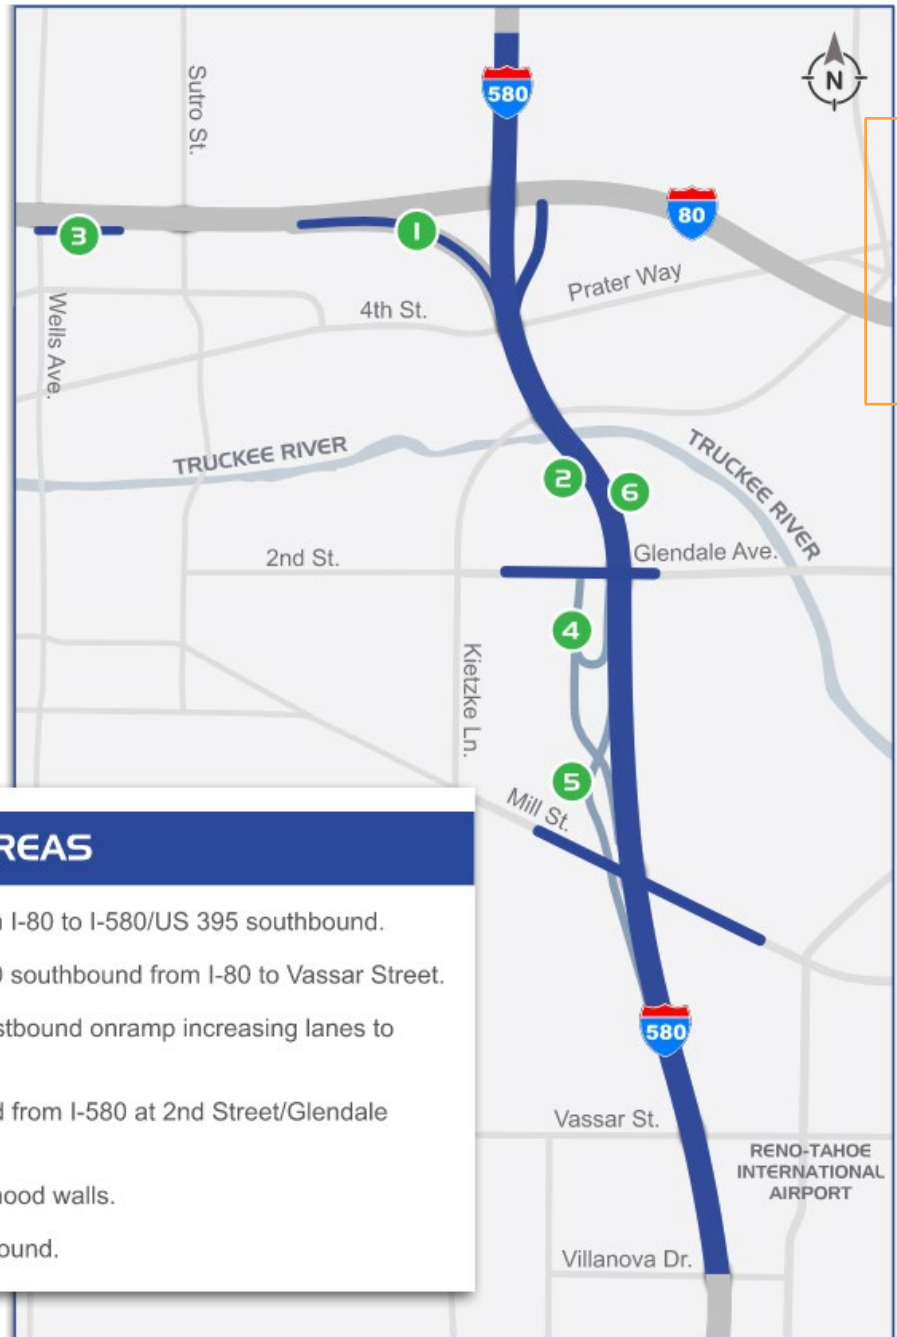 Sutro St.
N
580
80
3
1
Prater Way
4th St.
Wells Ave.
TRUCKEE RIVER
TRUCKEE RIVER
2
6
2nd St.
Glendale Ave.
4
Kietzke Ln.
5
Mill St.
REAS
I-80 to I-580/US 395 southbound.
southbound from I-80 to Vassar Street.
stbound onramp increasing lanes to
580
from I-580 at 2nd Street/Glendale
Vassar St.
RENO-TAHOE
INTERNATIONAL
AIRPORT
ood walls.
ound.
Villanova Dr.